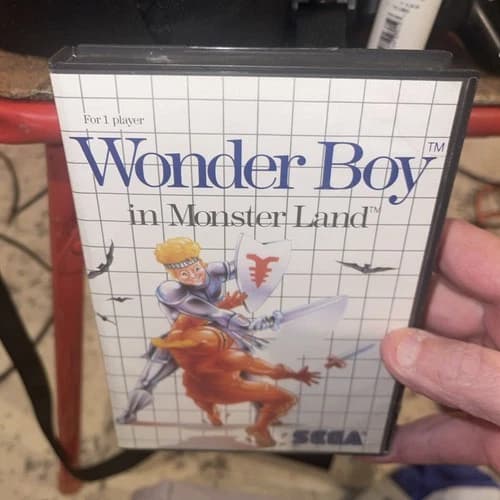 For 1 player
Wonder Boy™
in Monster Land™
SEGA